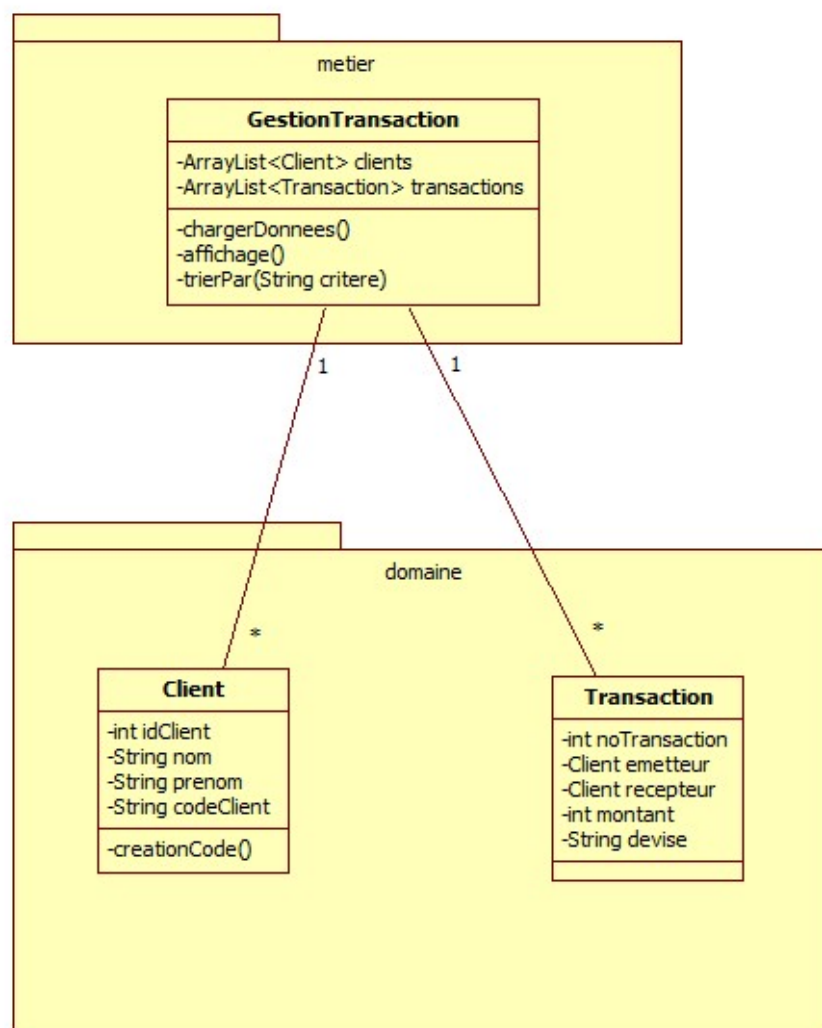 metier
GestionTransaction
-ArrayList<Client> clients
-ArrayList<Transaction> transactions
-chargerDonnees()
-affichage()
-trierPar(String critere)
1
1
domaine
*
*
Client
-int idClient
-String nom
-String prenom
-String codeClient
-creationCode()
Transaction
-int noTransaction
-Client emetteur
-Client recepteur
-int montant
-String devise